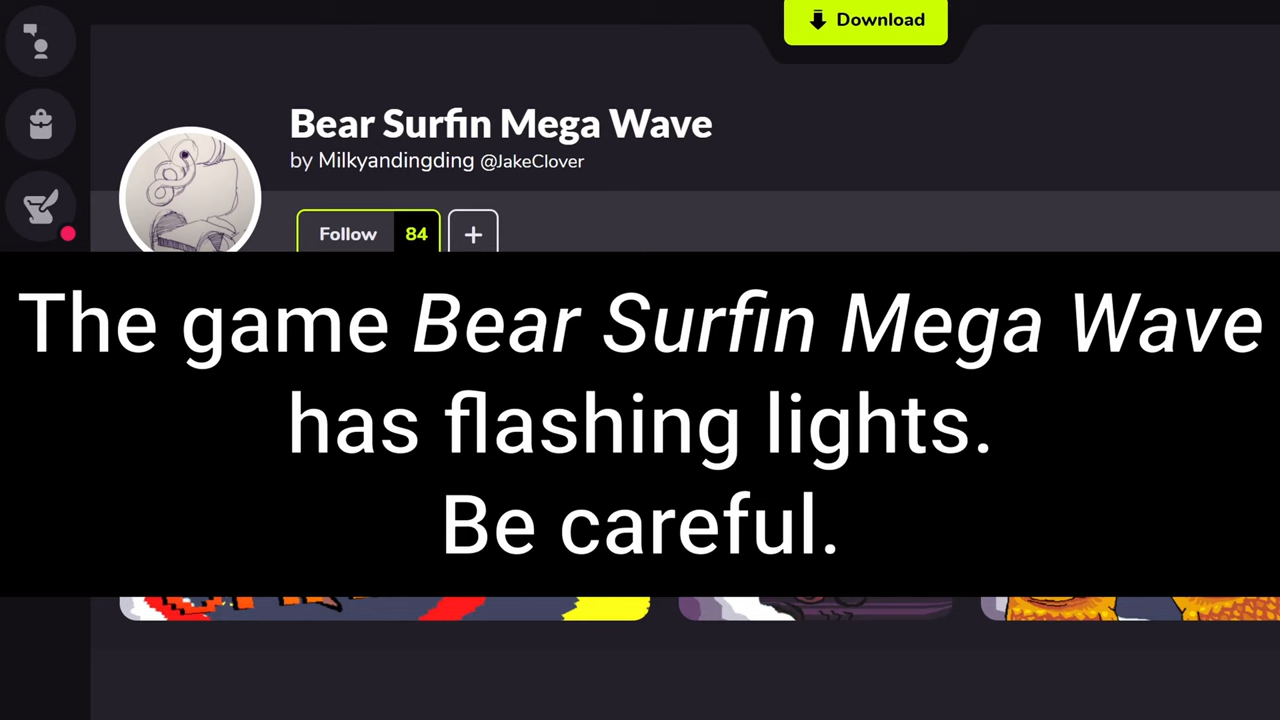 Download
Bear Surfin Mega Wave
by Milkyandingding @JakeClover
Follow 84 +
The game Bear Surfin Mega Wave
has flashing lights.
Be careful.